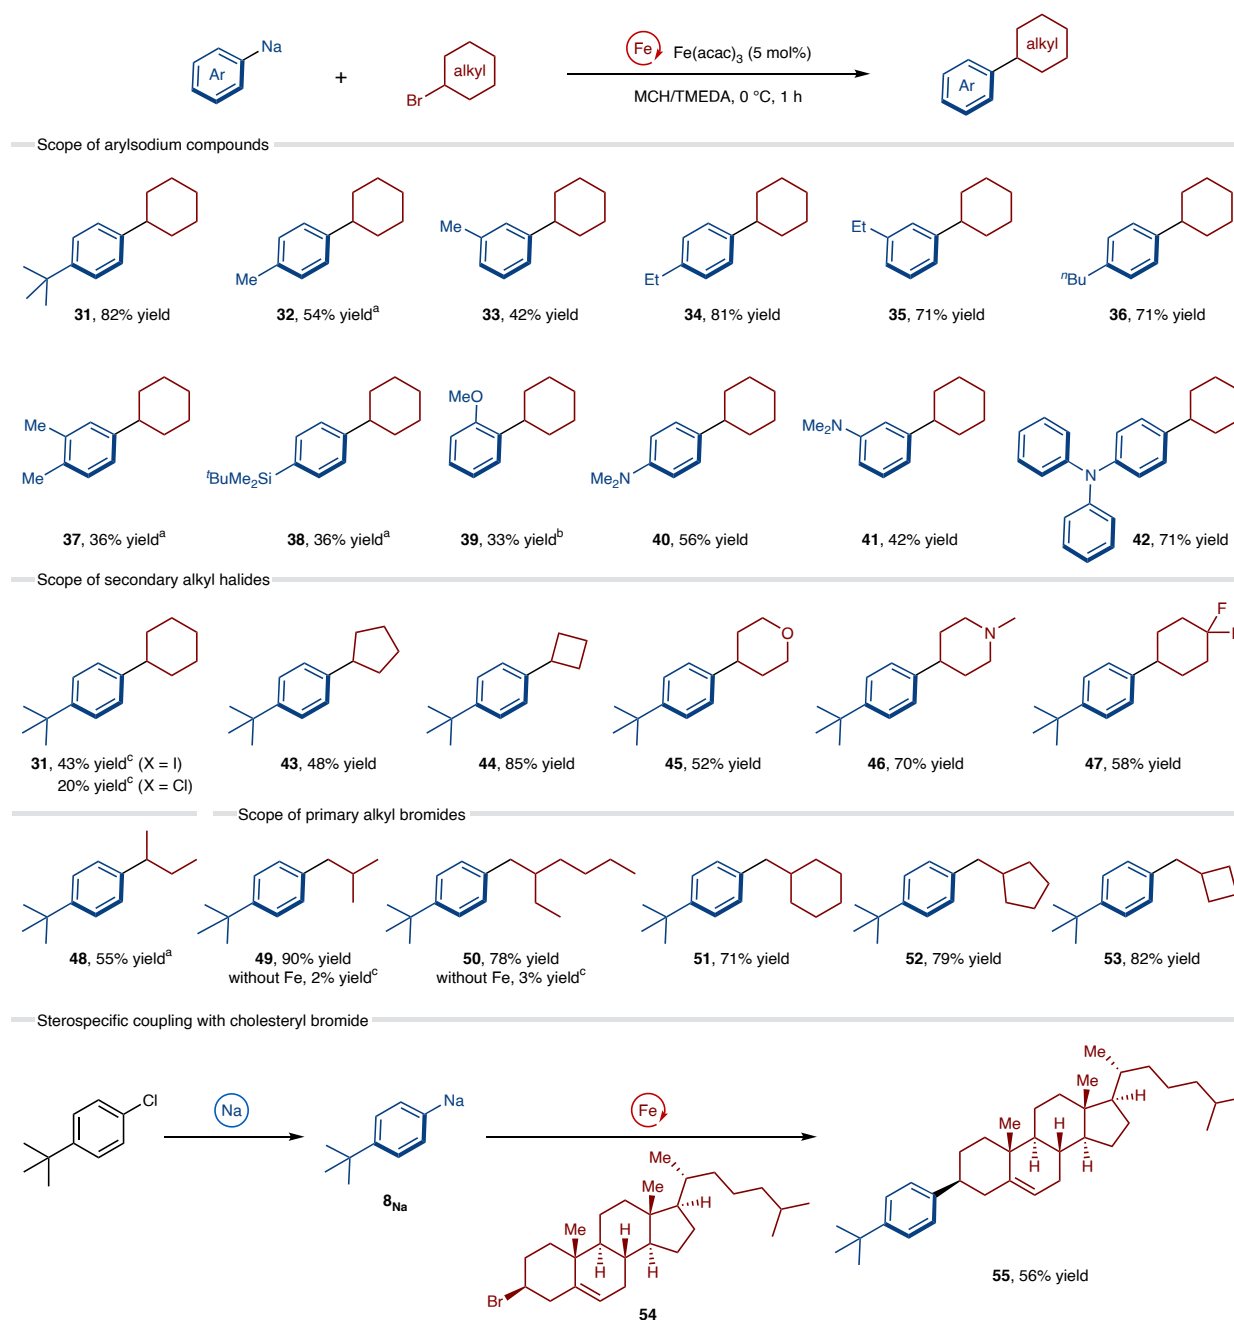 Na
Ar
+
Br
alkyl
Fe
Fe(acac)3 (5 mol%)
MCH/TMEDA, 0 °C, 1 h
Ar
alkyl
Scope of arylsodium compounds
Me
Me
Et
Et
nBu
31, 82% yield
32, 54% yielda
33, 42% yield
34, 81% yield
35, 71% yield
36, 71% yield
Me
Me
tBuMe2Si
MeO
NMe2
NMe2
N
37, 36% yielda
38, 36% yielda
39, 33% yieldb
40, 56% yield
41, 42% yield
42, 71% yield
Scope of secondary alkyl halides
O
N
F
31, 43% yieldc (X = I)
20% yieldc (X = Cl)
43, 48% yield
44, 85% yield
45, 52% yield
46, 70% yield
47, 58% yield
Scope of primary alkyl bromides
48, 55% yielda
49, 90% yield
without Fe, 2% yieldc
50, 78% yield
without Fe, 3% yieldc
51, 71% yield
52, 79% yield
53, 82% yield
Sterospecific coupling with cholesteryl bromide
Cl
Na
Na
8Na
Fe
Me
Me
Me
H
H
H
H
Br
54
Me
Me
Me
H
H
H
H
55, 56% yield